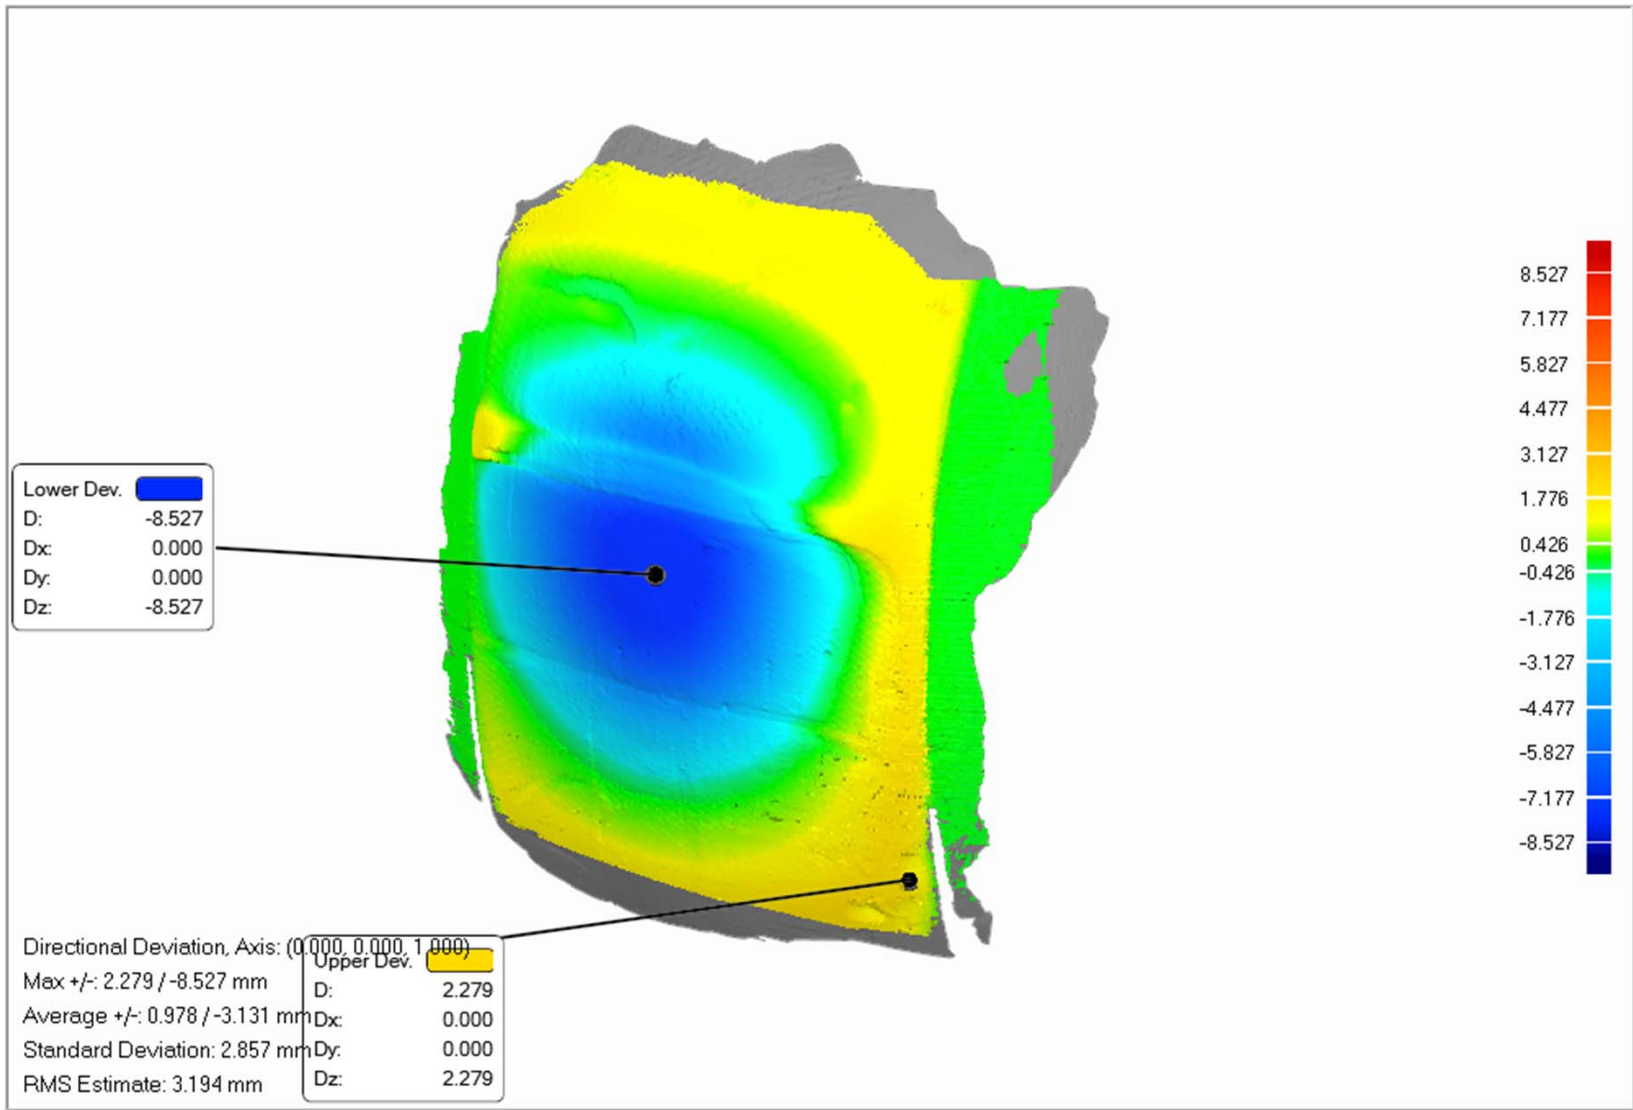 8.527
7.177
5.827
4.477
3.127
1.776
0.426
-0.426
-1.776
-3.127
-4.477
-5.827
-7.177
-8.527
Lower Dev.
D: -8.527
Dx: 0.000
Dy: 0.000
Dz: -8.527
Directional Deviation, Axis: (0.000, 0.000, 1.000)
Max +/-: 2.279 / -8.527 mm
Average +/-: 0.978 / -3.131 mm
Standard Deviation: 2.857 mm
RMS Estimate: 3.194 mm
Upper Dev.
D: 2.279
Dx: 0.000
Dy: 0.000
Dz: 2.279